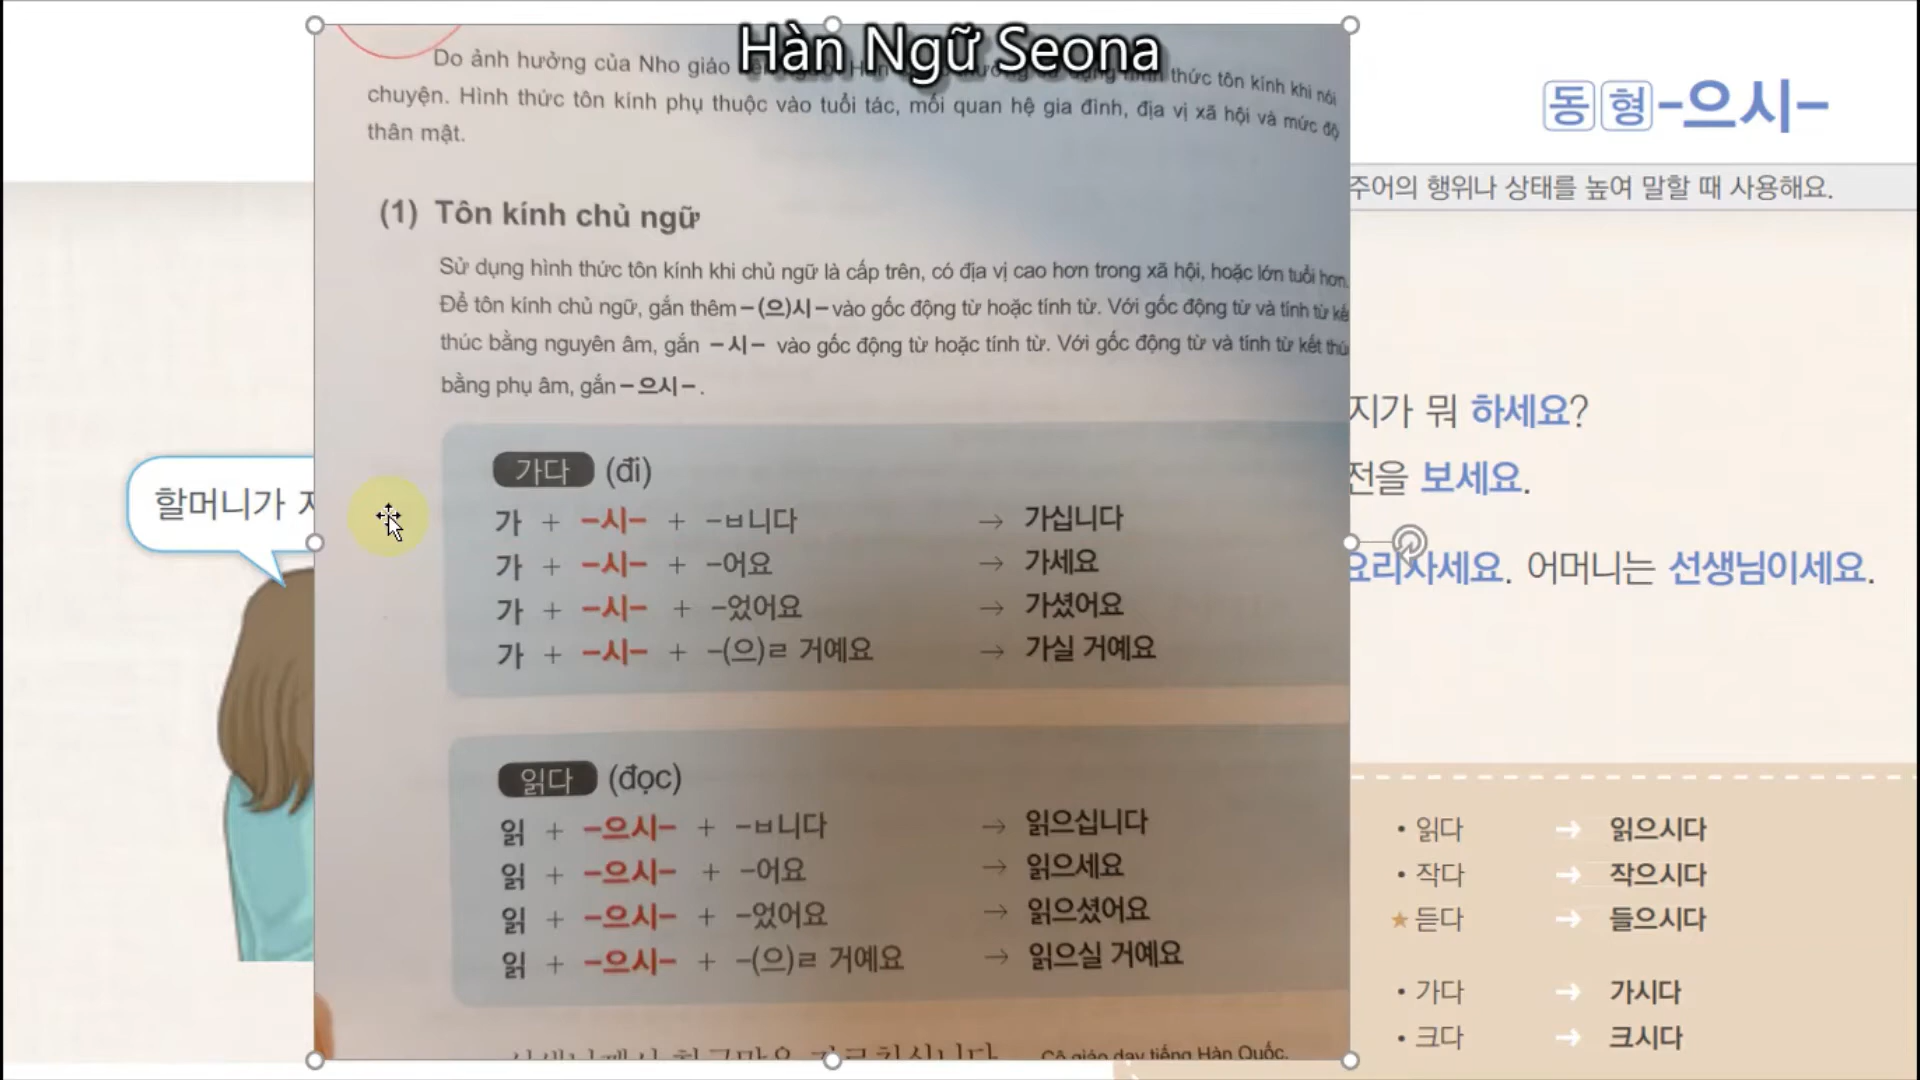 Hàn Ngữ Seona
Do ảnh hưởng của Nho giáo thức tôn kính khi nói
chuyện. Hình thức tôn kính phụ thuộc vào tuổi tác, mối quan hệ gia đình, địa vị xã hội và mức độ
thân mật.
(1) Tôn kính chủ ngữ
Sử dụng hình thức tôn kính khi chủ ngữ là cấp trên, có địa vị cao hơn trong xã hội, hoặc lớn tuổi hơn.
Để tôn kính chủ ngữ, gắn thêm –(으)시– vào gốc động từ hoặc tính từ. Với gốc động từ và tính từ
thúc bằng nguyên âm, gắn –시– vào gốc động từ hoặc tính từ. Với gốc động từ và tính từ kết
bằng phụ âm, gắn –으시–.
가다 (đi)
가 + –시– + –ㅂ니다 → 가십니다
가 + –시– + –어요 → 가세요
가 + –시– + –었어요 → 가셨어요
가 + –시– + –(으)ㄹ 거예요 → 가실 거예요
읽다 (đọc)
읽 + –으시– + –ㅂ니다 → 읽으십니다
읽 + –으시– + –어요 → 읽으세요
읽 + –으시– + –었어요 → 읽으셨어요
읽 + –으시– + –(으)ㄹ 거예요 → 읽으실 거예요
Cô giáo dạy tiếng Hàn Quốc.
할머니가
동 형 –으시–
주어의 행위나 상태를 높여 말할 때 사용해요.
지가 뭐 하세요?
전을 보세요.
요리사세요. 어머니는 선생님이세요.
• 읽다 → 읽으시다
• 작다 → 작으시다
★ 듣다 → 들으시다
• 가다 → 가시다
• 크다 → 크시다